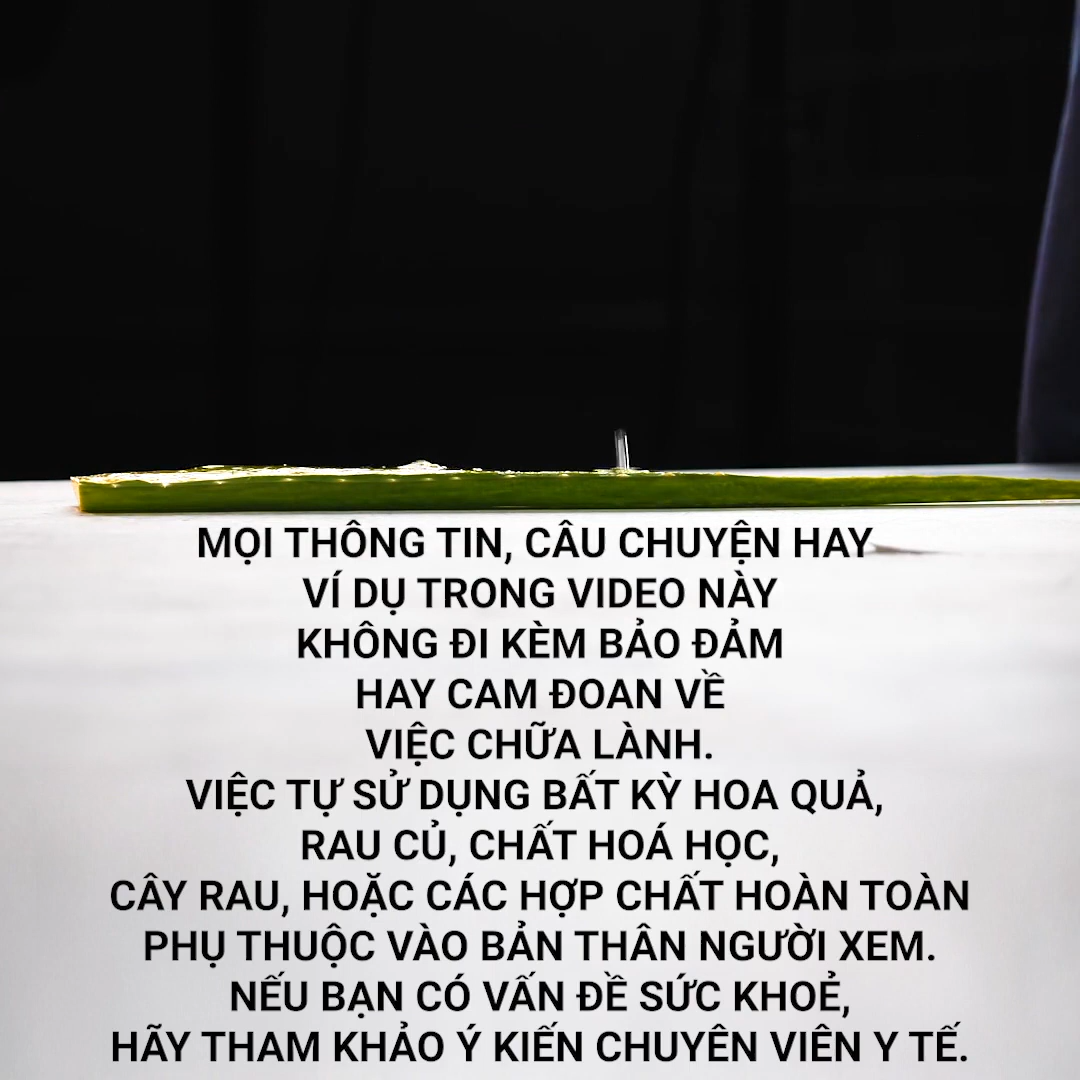 MỌI THÔNG TIN, CÂU CHUYỆN HAY
VÍ DỤ TRONG VIDEO NÀY
KHÔNG ĐI KÈM BẢO ĐẢM
HAY CAM ĐOAN VỀ
VIỆC CHỮA LÀNH.
VIỆC TỰ SỬ DỤNG BẤT KỲ HOA QUẢ,
RAU CỦ, CHẤT HOÁ HỌC,
CÂY RAU, HOẶC CÁC HỢP CHẤT HOÀN TOÀN
PHỤ THUỘC VÀO BẢN THÂN NGƯỜI XEM.
NẾU BẠN CÓ VẤN ĐỀ SỨC KHOẺ,
HÃY THAM KHẢO Ý KIẾN CHUYÊN VIÊN Y TẾ.